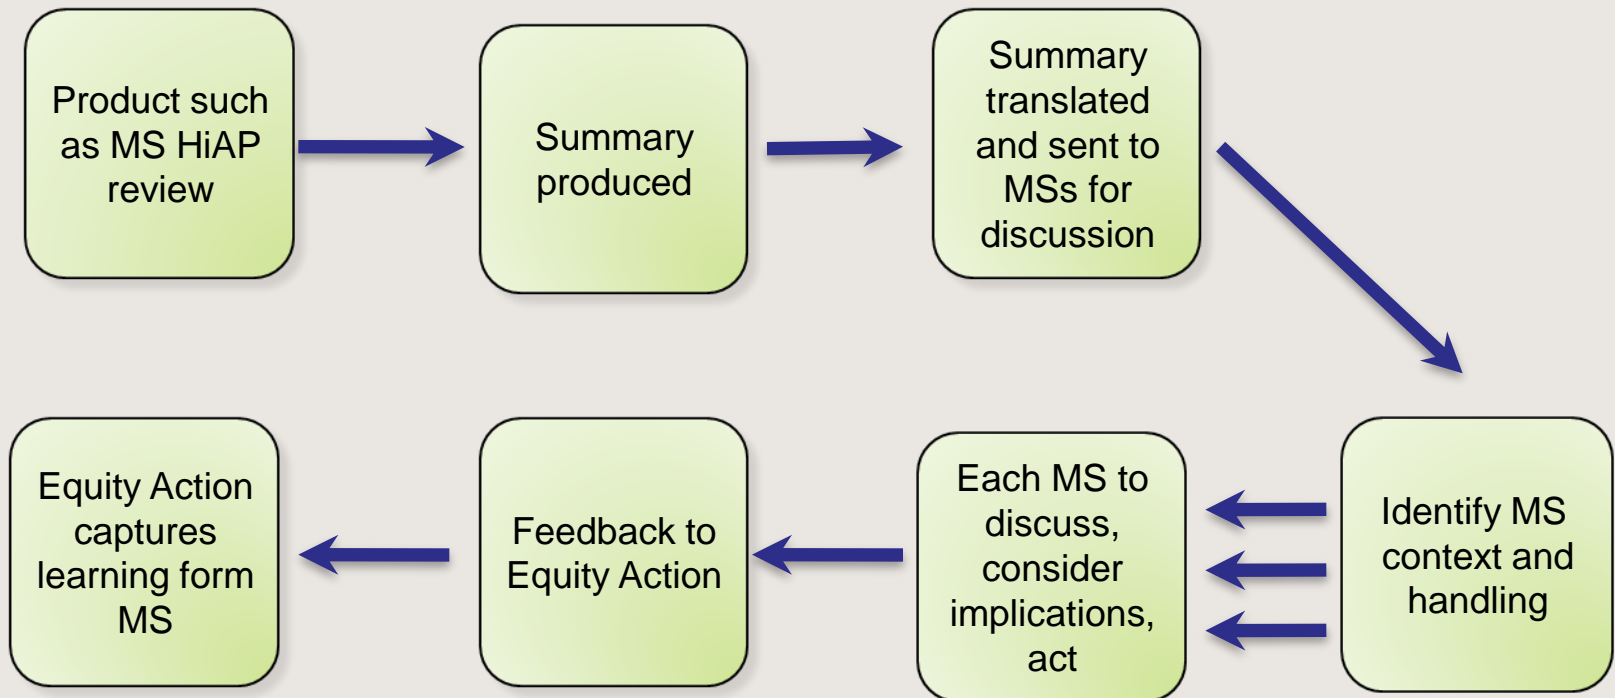 Product such
as MS HiAP
review
Summary
produced
Summary
translated
and sent to
MSs for
discussion
Identify MS
context and
handling
Each MS to
discuss,
consider
implications,
act
Feedback to
Equity Action
Equity Action
captures
learning form
MS